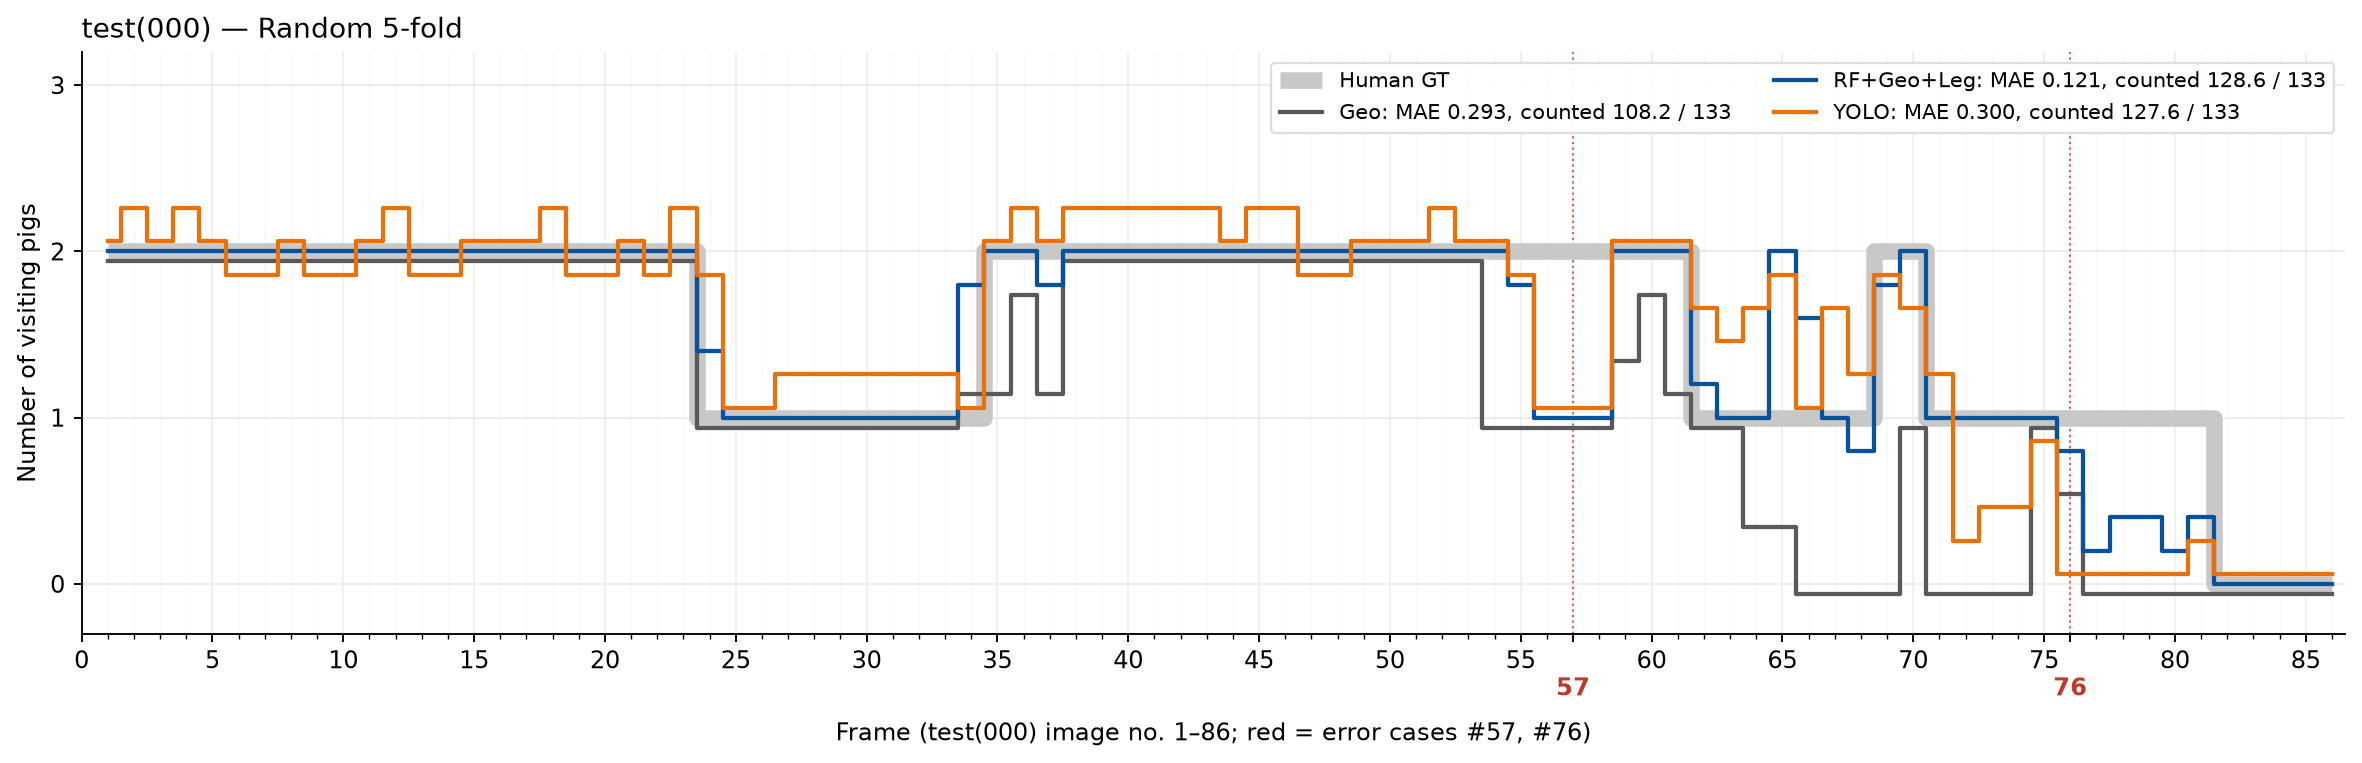 test(000) — Random 5-fold
Human GT
Geo: MAE 0.293, counted 108.2 / 133
RF+Geo+Leg: MAE 0.121, counted 128.6 / 133
YOLO: MAE 0.300, counted 127.6 / 133
Number of visiting pigs
3
2
1
0
0 5 10 15 20 25 30 35 40 45 50 55 60 65 70 75 80 85
57 76
Frame (test(000) image no. 1–86; red = error cases #57, #76)